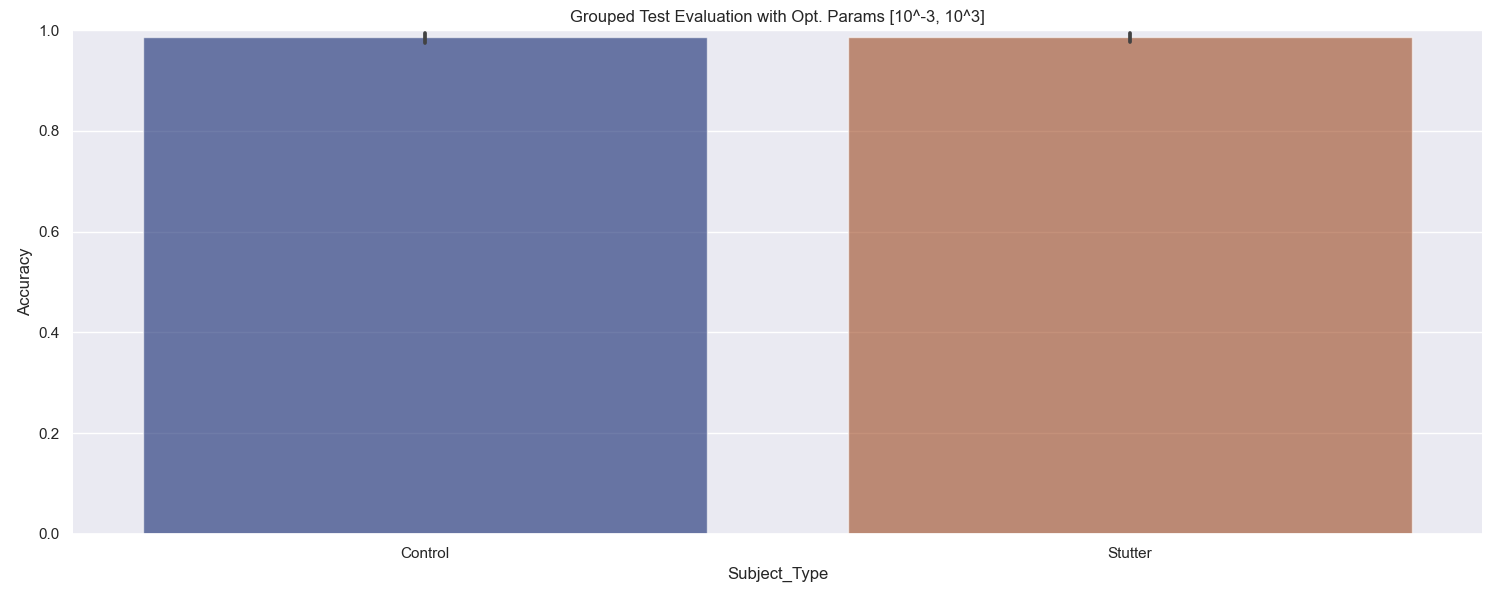 Grouped Test Evaluation with Opt. Params [10^-3, 10^3]
1.0
0.8
0.6
0.4
0.2
0.0
Accuracy
Control
Stutter
Subject_Type